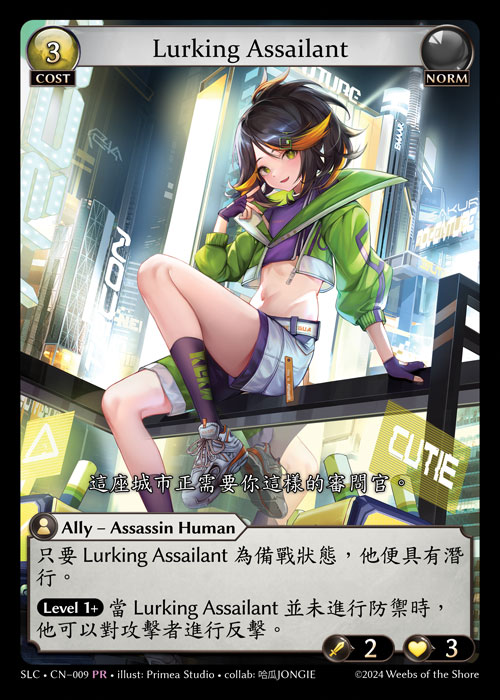 3
COST
Lurking Assailant
NORM
CUTIE
這座城市正需要你這樣的審問官。
Ally – Assassin Human
只要 Lurking Assailant 為備戰狀態，他便具有潛
行。
Level 1+ 當 Lurking Assailant 並未進行防禦時，
他可以對攻擊者進行反擊。
2
3
SLC • CN–009 PR • illust: Primea Studio • collab: 哈瓜JONGIE
©2024 Weebs of the Shore